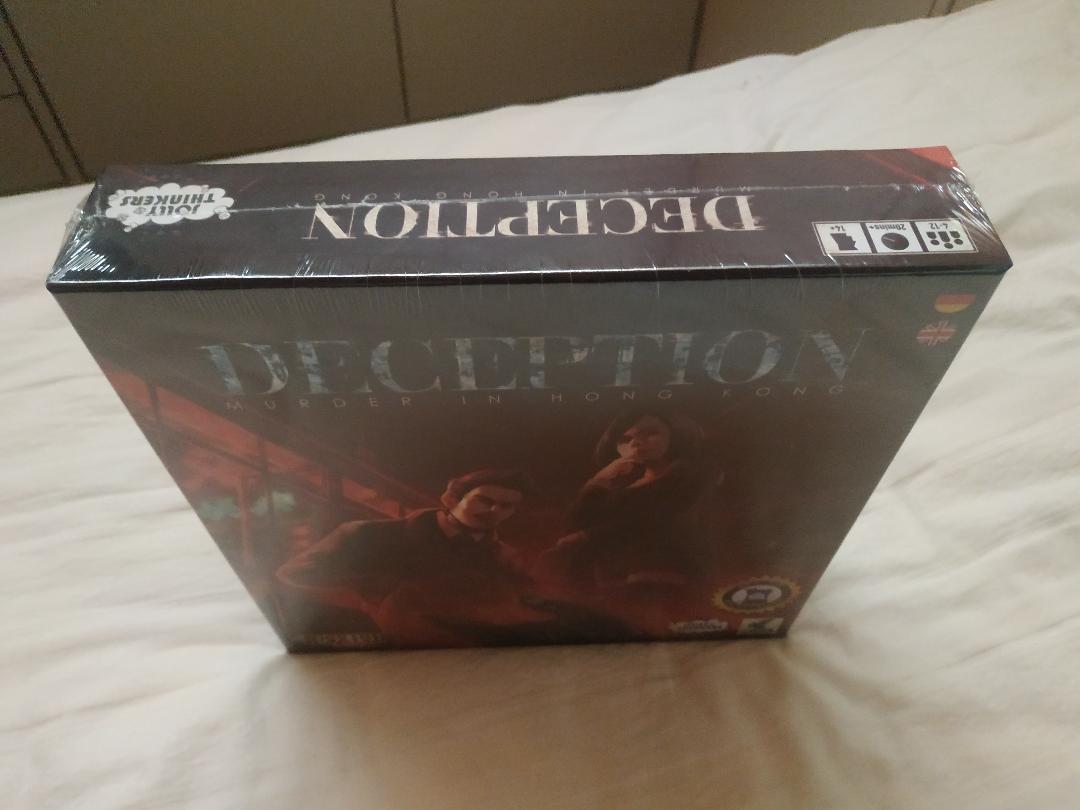 JOLLY
THINKERS
MURDER IN HONG KONG
DECEPTION
4-12
20mins+
14+
DECEPTION
MURDER IN HONG KONG